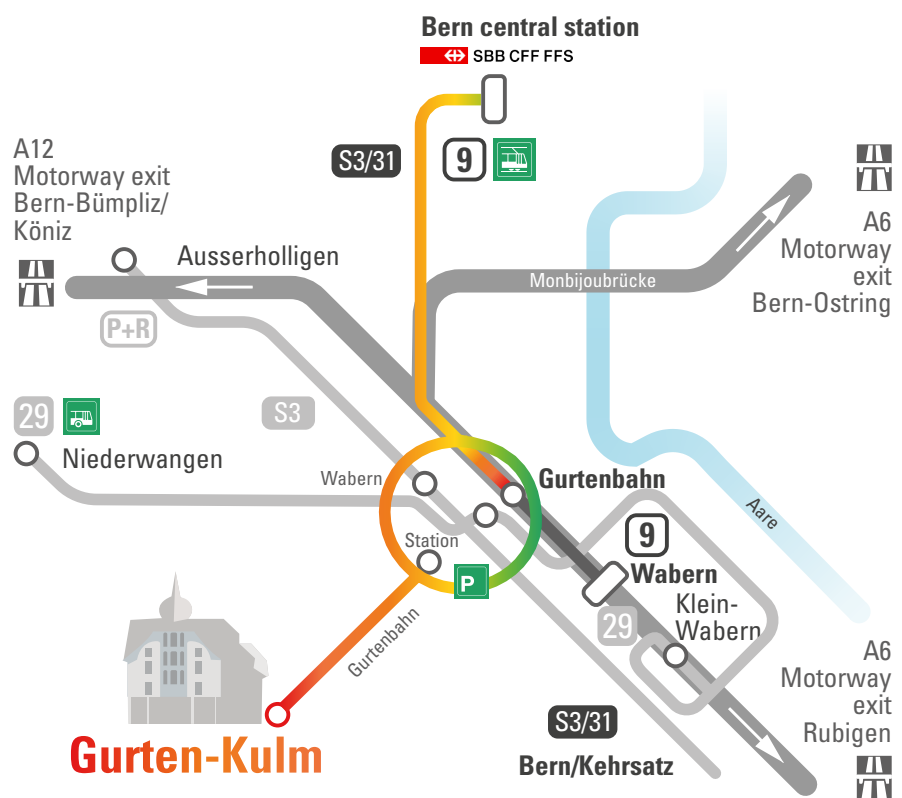 Bern central station
SBB CFF FFS
A12
Motorway exit
Bern-Bümpliz/
Köniz
S3/31
9
A6
Motorway
exit
Bern-Ostring
Ausserholligen
Monbijoubrücke
P+R
29
S3
Niederwangen
Wabern
Gurtenbahn
Aare
Station
9
P
Wabern
Klein-
Wabern
29
Gurtenbahn
A6
Motorway
exit
Rubigen
S3/31
Bern/Kehrsatz
Gurten-Kulm